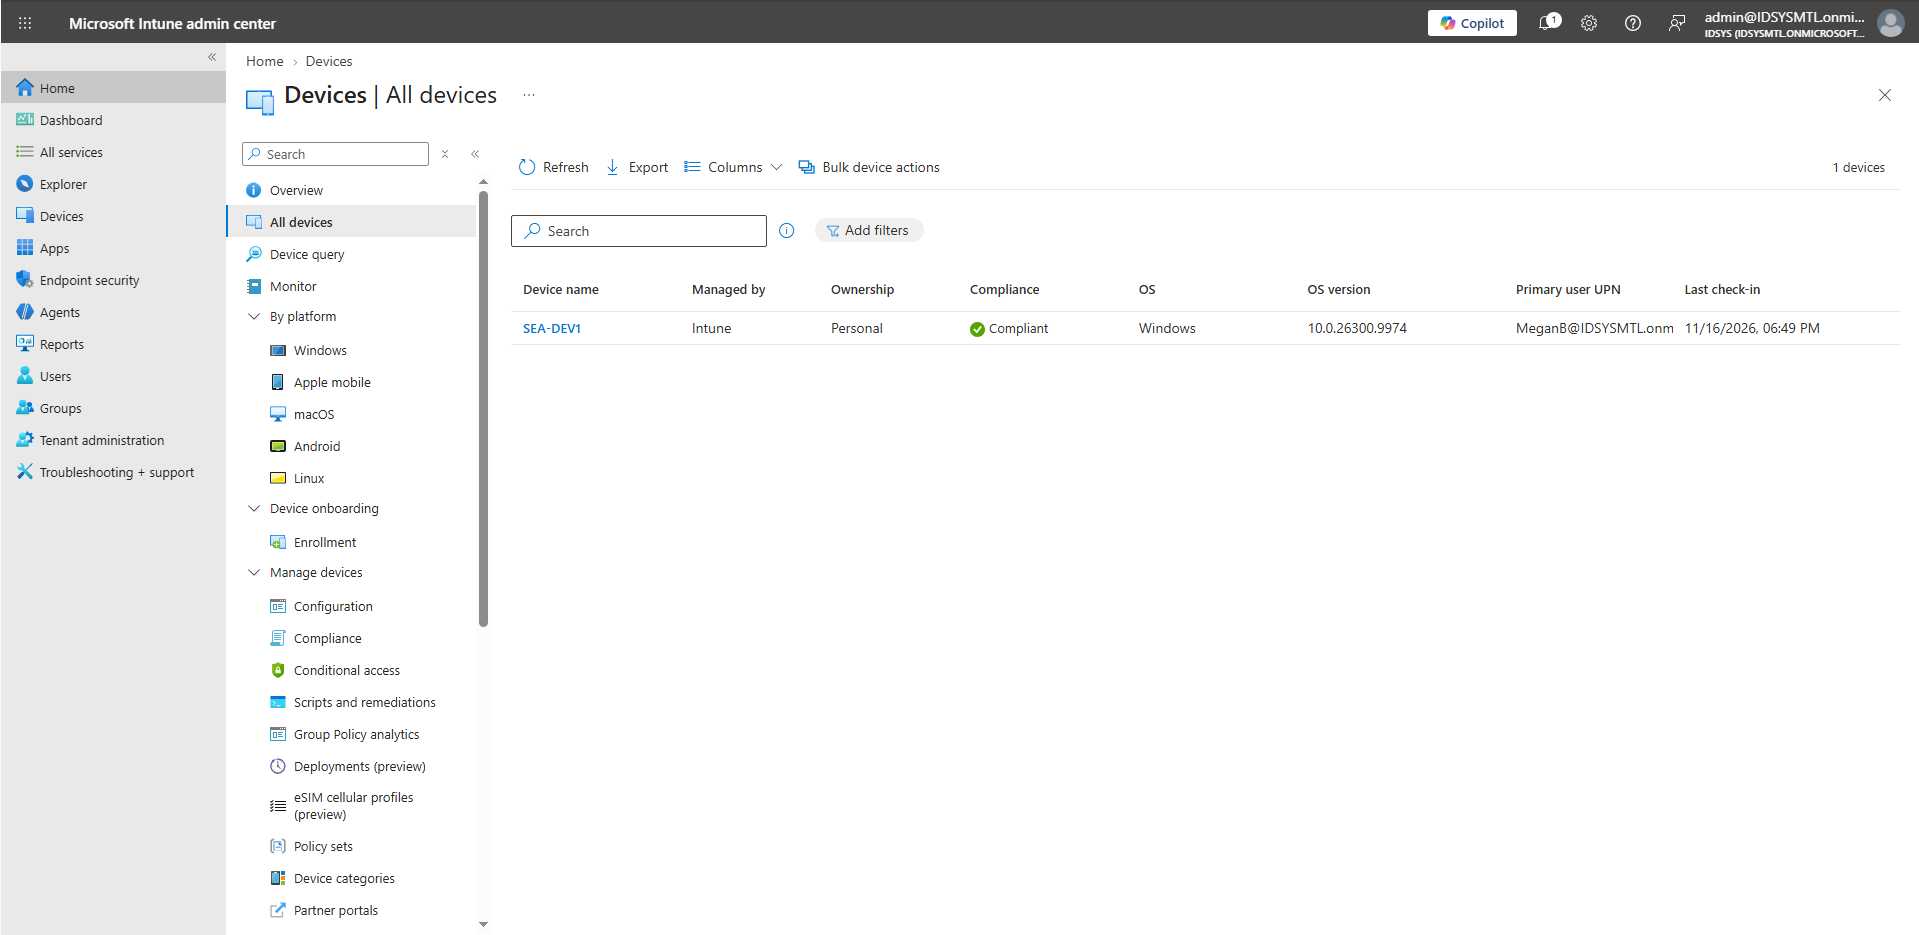 Microsoft Intune admin center
Copilot
1
admin@IDSYSMTL.onmi...
IDSYS (IDSYSMTL.ONMICROSOFT....
Home
Dashboard
All services
Explorer
Devices
Apps
Endpoint security
Agents
Reports
Users
Groups
Tenant administration
Troubleshooting + support
Home > Devices
Devices | All devices ...
Search
Overview
All devices
Device query
Monitor
By platform
Windows
Apple mobile
macOS
Android
Linux
Device onboarding
Enrollment
Manage devices
Configuration
Compliance
Conditional access
Scripts and remediations
Group Policy analytics
Deployments (preview)
eSIM cellular profiles
(preview)
Policy sets
Device categories
Partner portals
Refresh Export Columns Bulk device actions 1 devices
Search Add filters
Device name Managed by Ownership Compliance OS OS version Primary user UPN Last check-in
SEA-DEV1 Intune Personal Compliant Windows 10.0.26300.9974 MeganB@IDSYSMTL.onm 11/16/2026, 06:49 PM